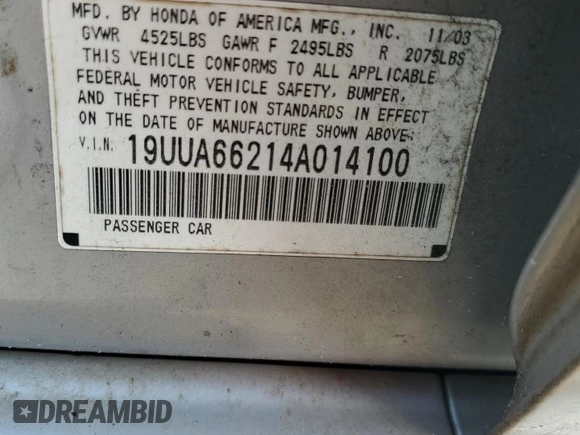 MFD. BY HONDA OF AMERICA MFG., INC. 11/03
GVWR 4525LBS GAWR F 2495LBS R 2075LBS
THIS VEHICLE CONFORMS TO ALL APPLICABLE
FEDERAL MOTOR VEHICLE SAFETY, BUMPER,
AND THEFT PREVENTION STANDARDS IN EFFECT
ON THE DATE OF MANUFACTURE SHOWN ABOVE:
V.I.N: 19UUA66214A014100
PASSENGER CAR
DREAMBID